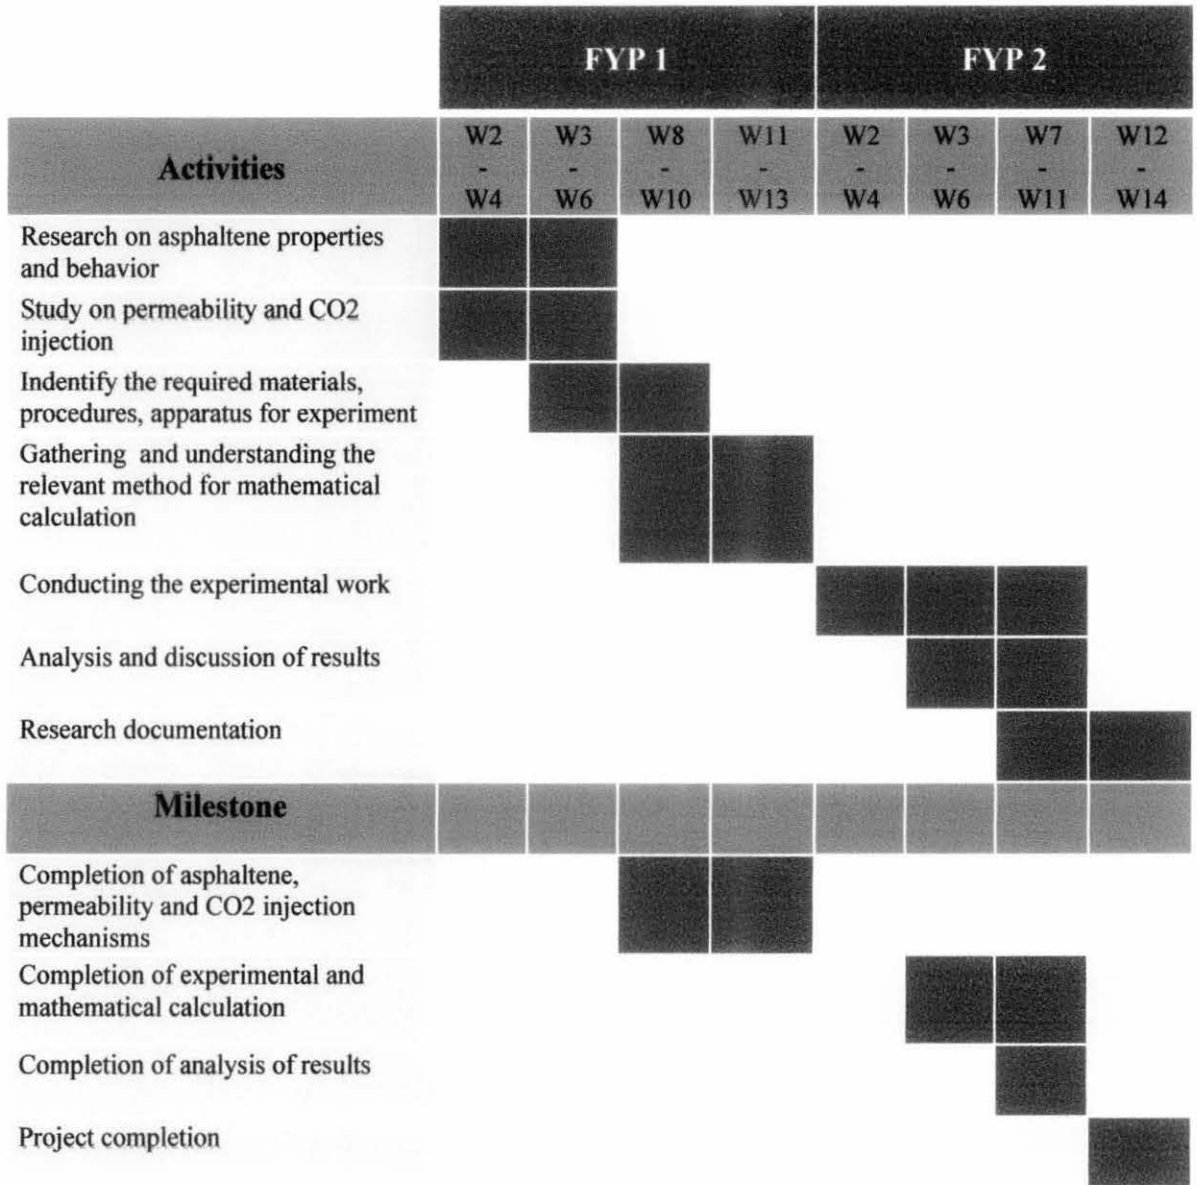 FYP 1 FYP 2
Activities W2 - W4 W3 - W6 W8 - W10 W11 - W13 W2 - W4 W3 - W6 W7 - W11 W12 - W14
Research on asphaltene properties
and behavior
Study on permeability and CO2
injection
Indentify the required materials,
procedures, apparatus for experiment
Gathering and understanding the
relevant method for mathematical
calculation
Conducting the experimental work
Analysis and discussion of results
Research documentation
Milestone
Completion of asphaltene,
permeability and CO2 injection
mechanisms
Completion of experimental and
mathematical calculation
Completion of analysis of results
Project completion